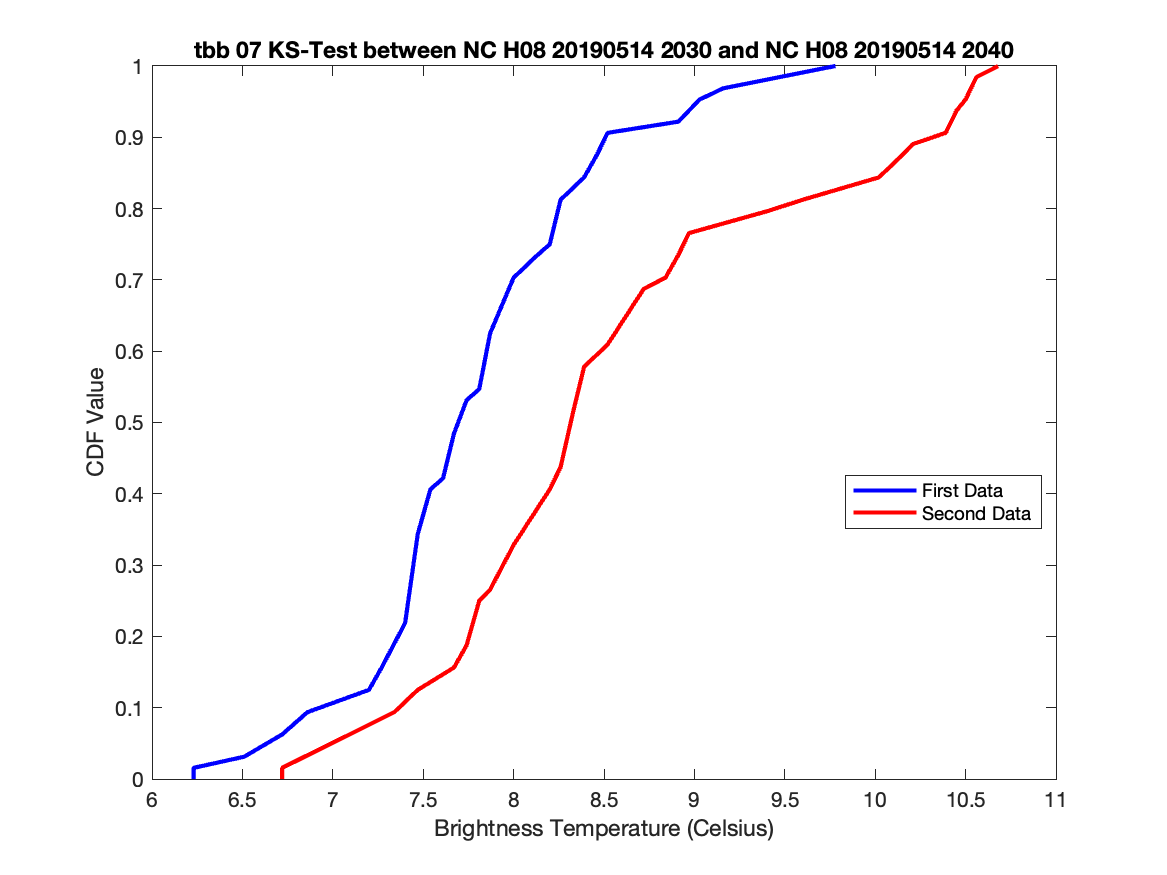 tbb 07 KS-Test between NC H08 20190514 2030 and NC H08 20190514 2040
1
0.9
0.8
0.7
0.6
0.5
0.4
0.3
0.2
0.1
0
CDF Value
First Data
Second Data
6 6.5 7 7.5 8 8.5 9 9.5 10 10.5 11
Brightness Temperature (Celsius)